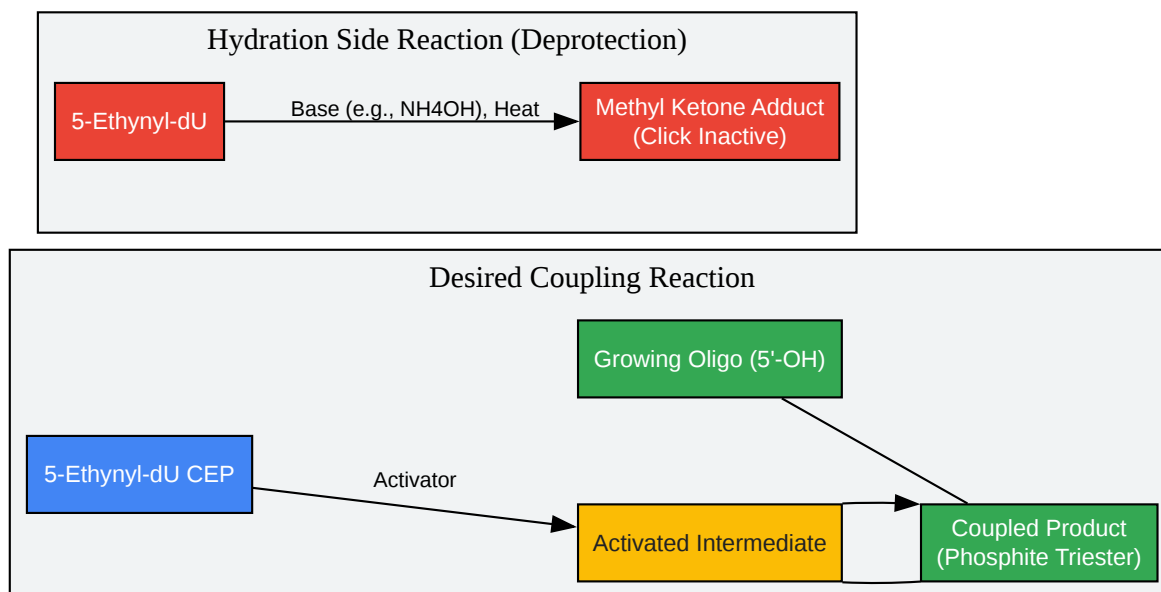 Hydration Side Reaction (Deprotection)
5-Ethynyl-dU
Base (e.g., NH4OH), Heat
Methyl Ketone Adduct
(Click Inactive)
Desired Coupling Reaction
Growing Oligo (5'-OH)
5-Ethynyl-dU CEP
Activator
Activated Intermediate
Coupled Product
(Phosphite Triester)